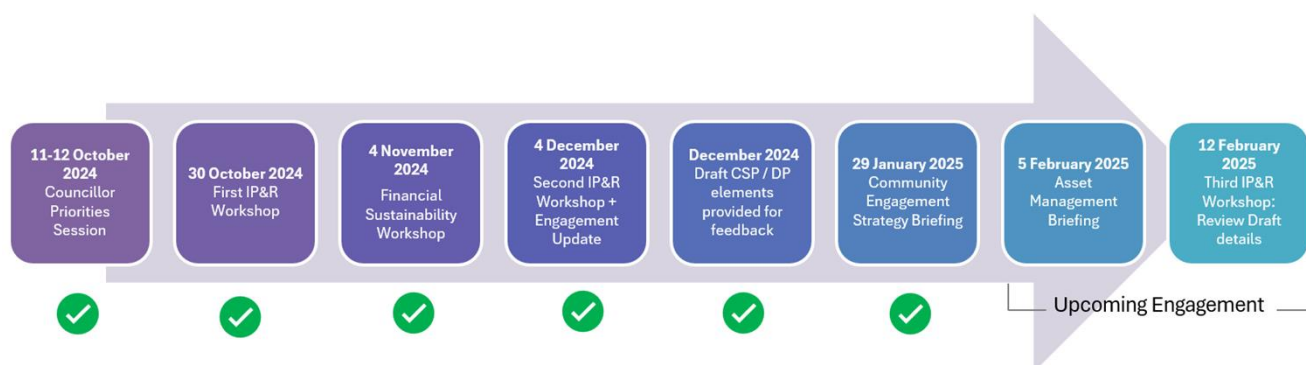 11-12 October
2024
Councillor
Priorities
Session
30 October 2024
First IP&R
Workshop
4 November
2024
Financial
Sustainability
Workshop
4 December
2024
Second IP&R
Workshop +
Engagement
Update
December 2024
Draft CSP / DP
elements
provided for
feedback
29 January 2025
Community
Engagement
Strategy Briefing
5 February 2025
Asset
Management
Briefing
12 February
2025
Third IP&R
Workshop:
Review Draft
details
Upcoming Engagement